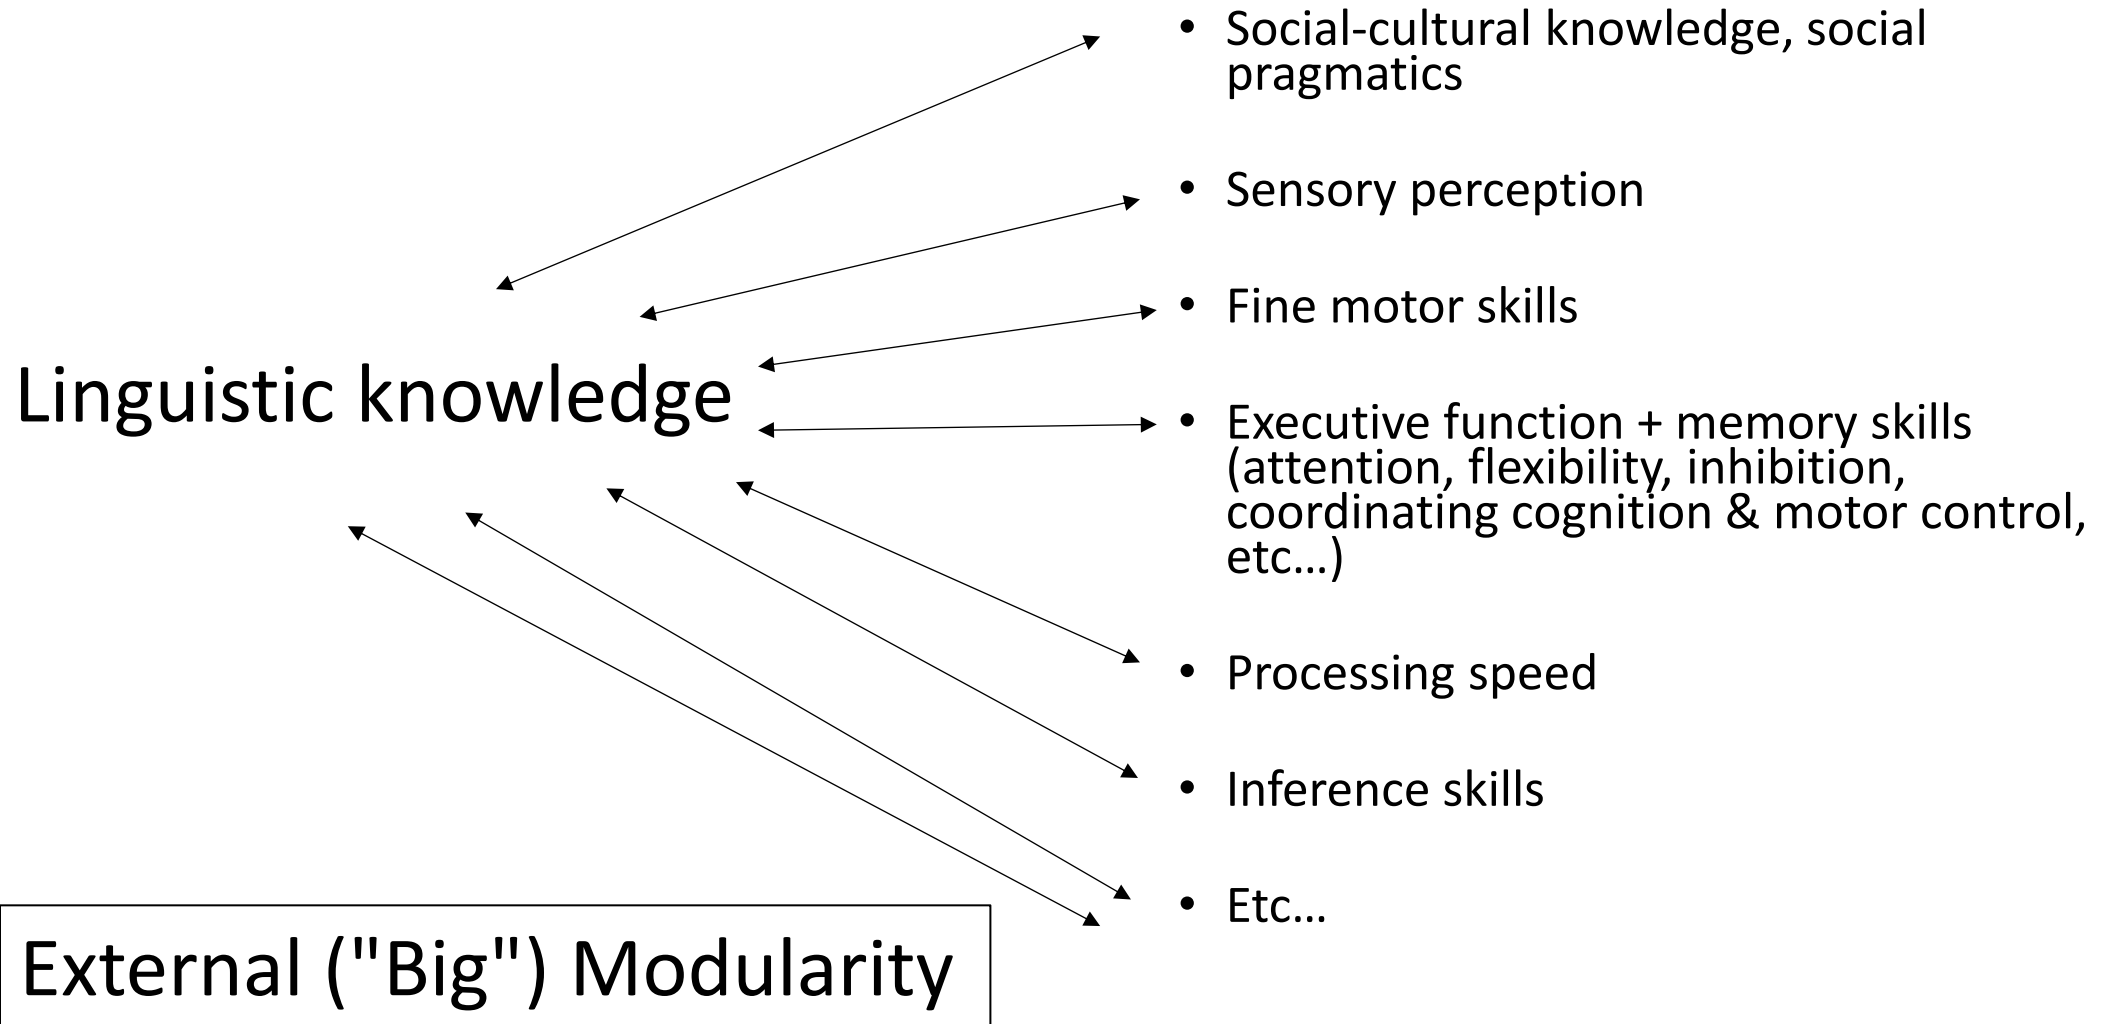 • Social-cultural knowledge, social
pragmatics
• Sensory perception
• Fine motor skills
Linguistic knowledge
• Executive function + memory skills
(attention, flexibility, inhibition,
coordinating cognition & motor control,
etc...)
• Processing speed
• Inference skills
• Etc...
External ("Big") Modularity